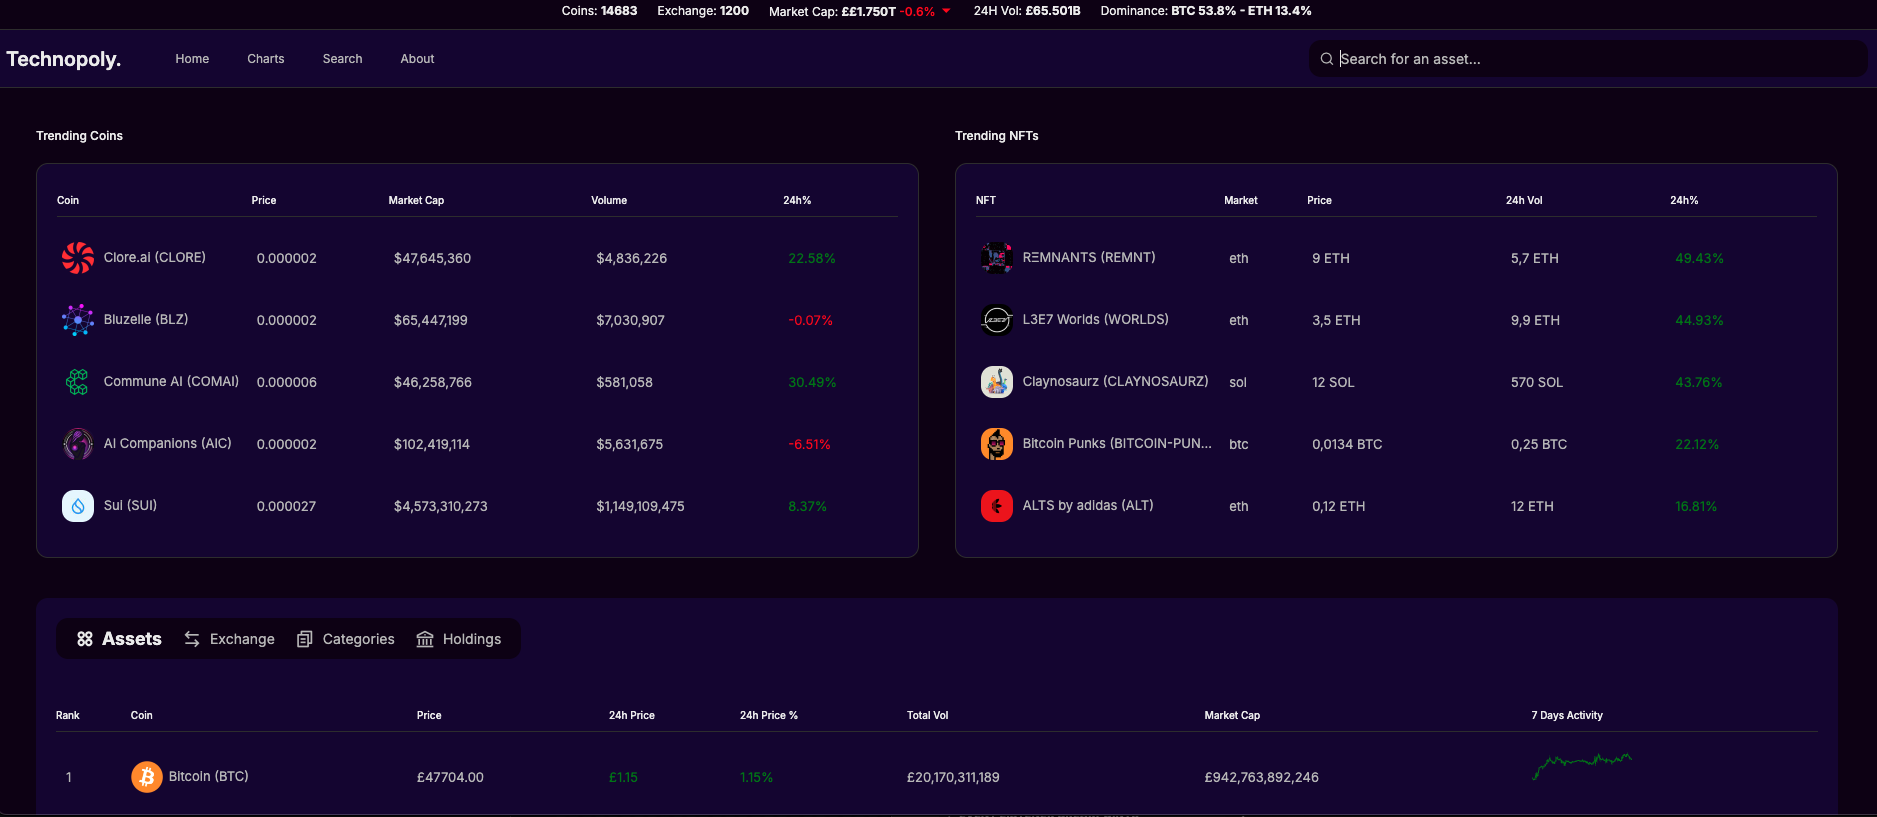 Coins: 14683 Exchange: 1200 Market Cap: ££1.750T -0.6% 24H Vol: £65.501B Dominance: BTC 53.8% - ETH 13.4%
Technopoly. Home Charts Search About Search for an asset...
Trending Coins
Coin Price Market Cap Volume 24h%
Clore.ai (CLORE) 0.000002 $47,645,360 $4,836,226 22.58%
Bluzelle (BLZ) 0.000002 $65,447,199 $7,030,907 -0.07%
Commune AI (COMAI) 0.000006 $46,258,766 $581,058 30.49%
AI Companions (AIC) 0.000002 $102,419,114 $5,631,675 -6.51%
Sui (SUI) 0.000027 $4,573,310,273 $1,149,109,475 8.37%
Trending NFTs
NFT Market Price 24h Vol 24h%
RΞMNANTS (REMNT) eth 9 ETH 5,7 ETH 49.43%
L3E7 Worlds (WORLDS) eth 3,5 ETH 9,9 ETH 44.93%
Claynosaurz (CLAYNOSAURZ) sol 12 SOL 570 SOL 43.76%
Bitcoin Punks (BITCOIN-PUN... btc 0,0134 BTC 0,25 BTC 22.12%
ALTS by adidas (ALT) eth 0,12 ETH 12 ETH 16.81%
Assets Exchange Categories Holdings
Rank Coin Price 24h Price 24h Price % Total Vol Market Cap 7 Days Activity
1 Bitcoin (BTC) £47704.00 £1.15 1.15% £20,170,311,189 £942,763,892,246